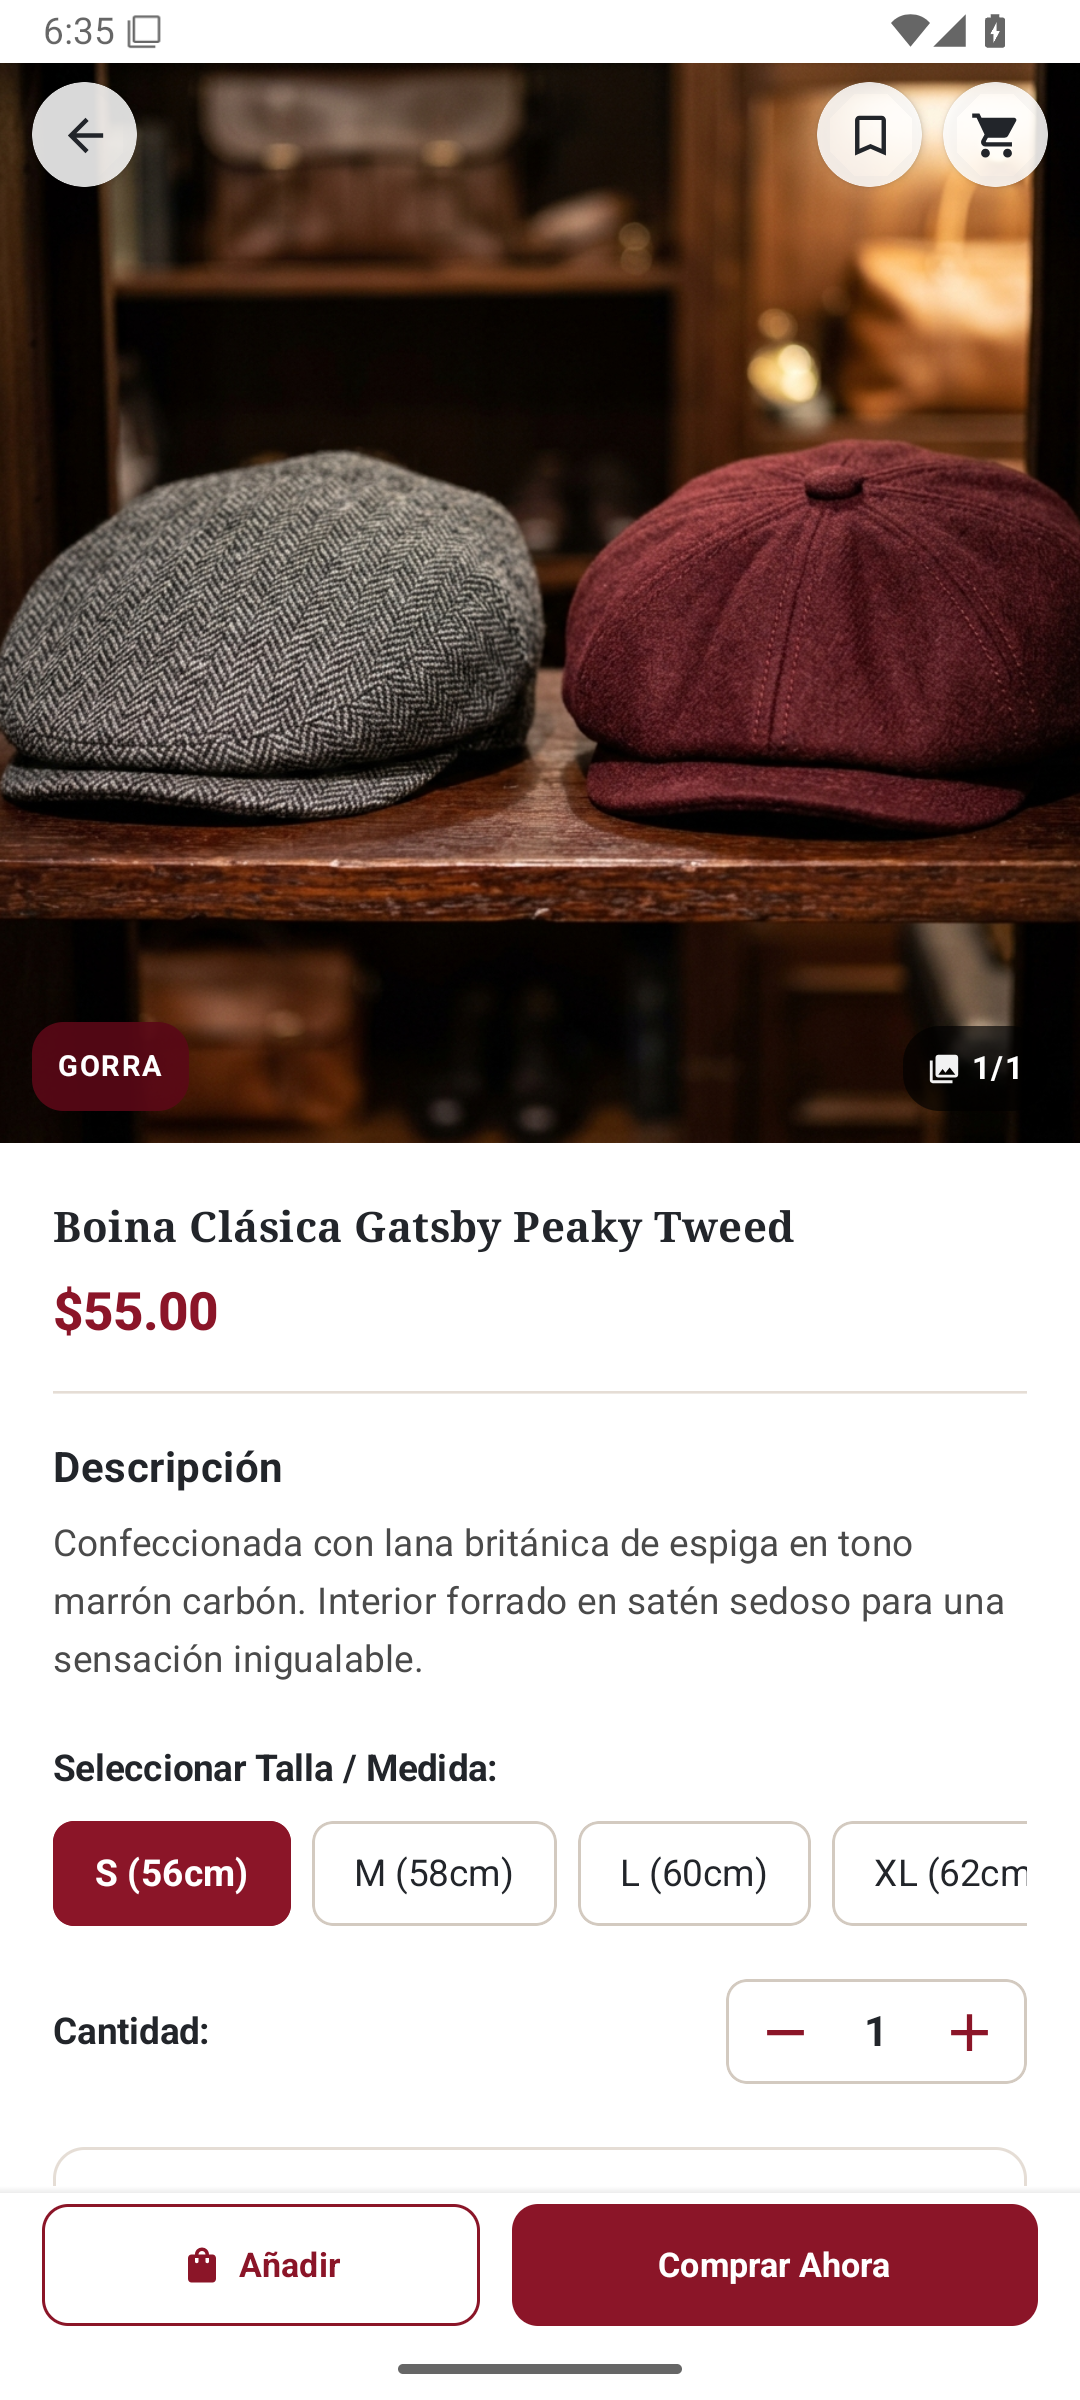 6:35
GORRA
1/1
Boina Clásica Gatsby Peaky Tweed
$55.00
Descripción
Confeccionada con lana británica de espiga en tono
marrón carbón. Interior forrado en satén sedoso para una
sensación inigualable.
Seleccionar Talla / Medida:
S (56cm) M (58cm) L (60cm) XL (62cm
Cantidad: 1
Añadir Comprar Ahora